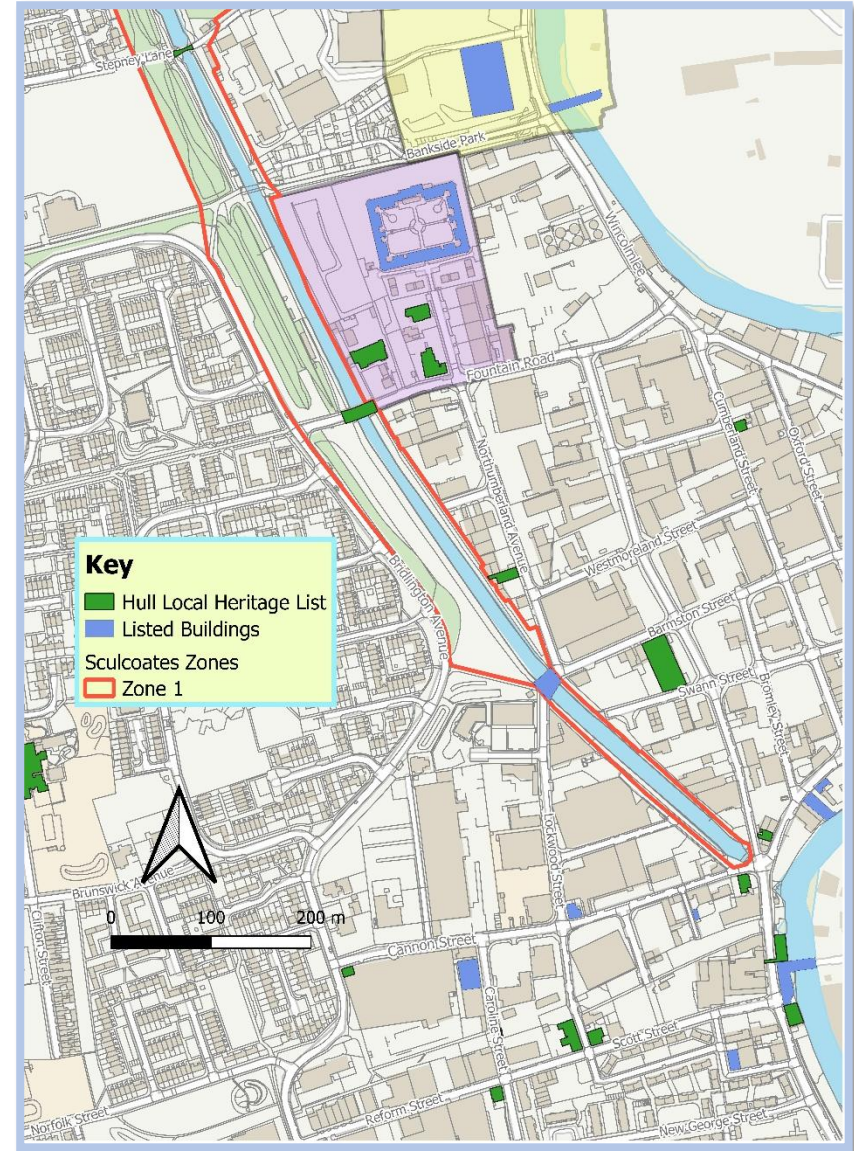 Stepney Lane
Bankside Park
Wincolmlee
Fountain Road
Cumberland Street
Oxford Street
Northumberland Avenue
Westmoreland Street
Bridlington Avenue
Barmston Street
Key
Hull Local Heritage List
Listed Buildings
Sculcoates Zones
Zone 1
Swann Street
Bromley Street
Lockwood Street
Brunswick Avenue
0 100 200 m
Clifton Street
Cannon Street
Caroline Street
Scott Street
Reform Street
Norfolk Street
New George Street